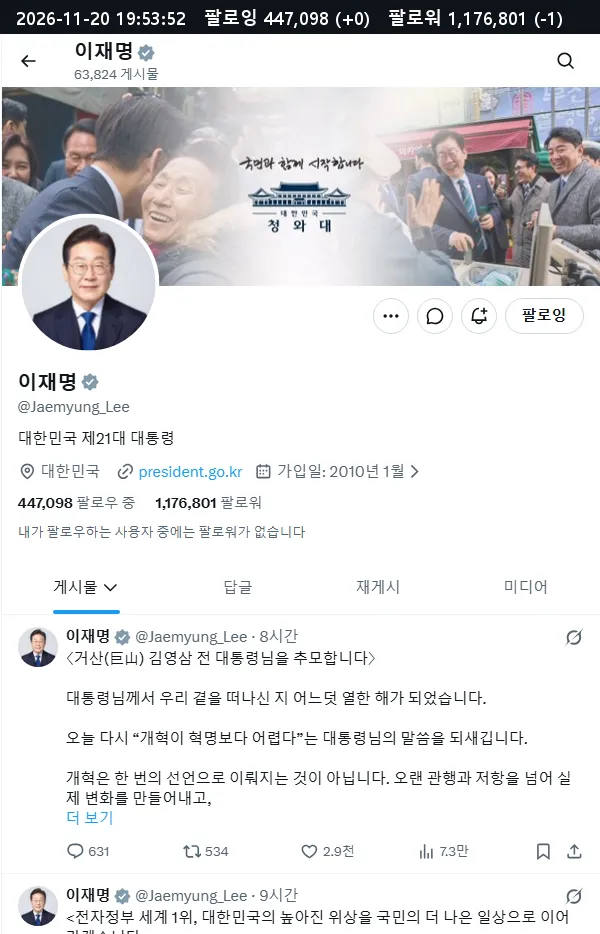 2026-11-20 19:53:52 팔로잉 447,098 (+0) 팔로워 1,176,801 (-1)
이재명
63,824 게시물
국민과 함께 시작합니다
대한민국
청와대
팔로잉
이재명
@Jaemyung_Lee
대한민국 제21대 대통령
대한민국 president.go.kr 가입일: 2010년 1월
447,098 팔로우 중 1,176,801 팔로워
내가 팔로우하는 사용자 중에는 팔로워가 없습니다
게시물 답글 재게시 미디어
이재명 @Jaemyung_Lee · 8시간
〈거산(巨山) 김영삼 전 대통령님을 추모합니다〉
대통령님께서 우리 곁을 떠나신 지 어느덧 열한 해가 되었습니다.
오늘 다시 “개혁이 혁명보다 어렵다”는 대통령님의 말씀을 되새깁니다.
개혁은 한 번의 선언으로 이뤄지는 것이 아닙니다. 오랜 관행과 저항을 넘어 실
제 변화를 만들어내고,
더 보기
631 534 2.9천 7.3만
이재명 @Jaemyung_Lee · 9시간
<전자정부 세계 1위, 대한민국의 높아진 위상을 국민의 더 나은 일상으로 이어